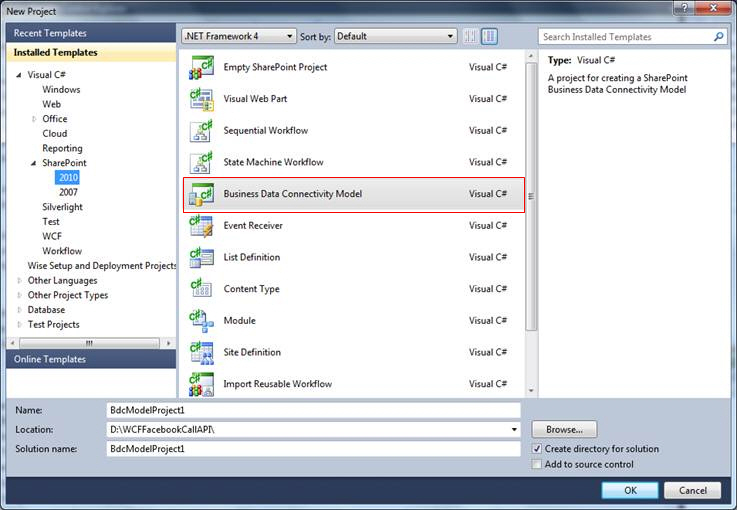 New Project
Recent Templates
Installed Templates
Visual C#
Windows
Web
Office
Cloud
Reporting
SharePoint
2010
2007
Silverlight
Test
WCF
Workflow
Wise Setup and Deployment Projects
Other Languages
Other Project Types
Database
Test Projects
Online Templates
.NET Framework 4 Sort by: Default
Empty SharePoint Project Visual C#
Visual Web Part Visual C#
Sequential Workflow Visual C#
State Machine Workflow Visual C#
Business Data Connectivity Model Visual C#
Event Receiver Visual C#
List Definition Visual C#
Content Type Visual C#
Module Visual C#
Site Definition Visual C#
Import Reusable Workflow Visual C#
Search Installed Templates
Type: Visual C#
A project for creating a SharePoint
Business Data Connectivity Model
Name: BdcModelProject1
Location: D:\WCFFacebookCallAPI\ Browse...
Solution name: BdcModelProject1
Create directory for solution
Add to source control
OK Cancel